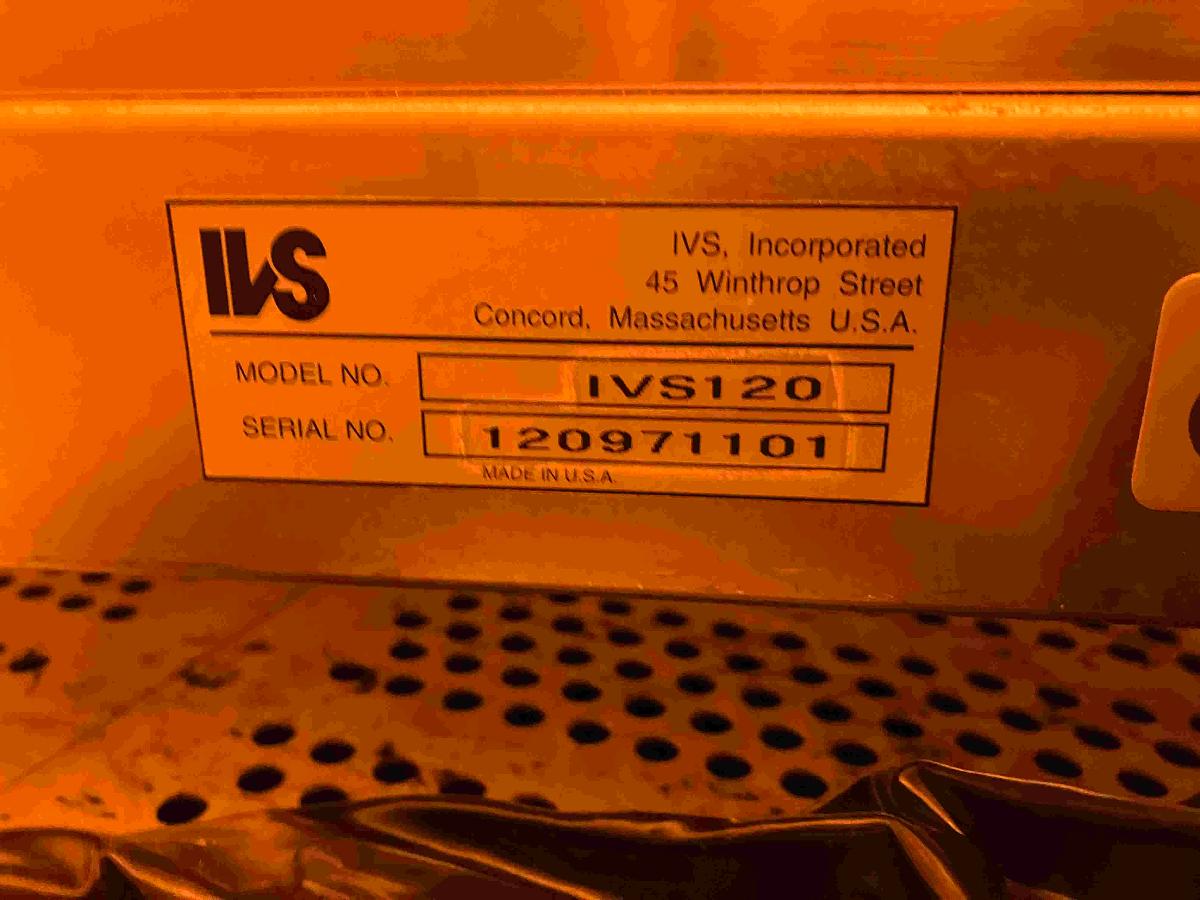 IVS
IVS, Incorporated
45 Winthrop Street
Concord, Massachusetts U.S.A.
MODEL NO. IVS120
SERIAL NO. 120971101
MADE IN U.S.A.